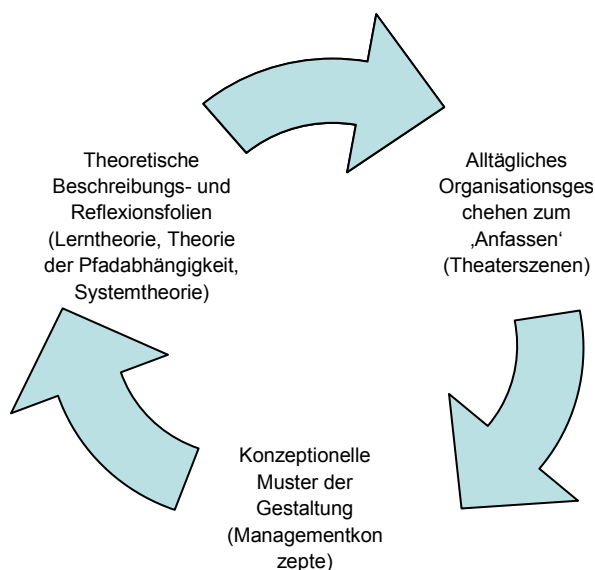 Theoretische
Beschreibungs- und
Reflexionsfolien
(Lerntheorie, Theorie
der Pfadabhängigkeit,
Systemtheorie)
Alltägliches
Organisationsges
chehen zum
‚Anfassen‘
(Theaterszenen)
Konzeptionelle
Muster der
Gestaltung
(Managementkon
zepte)